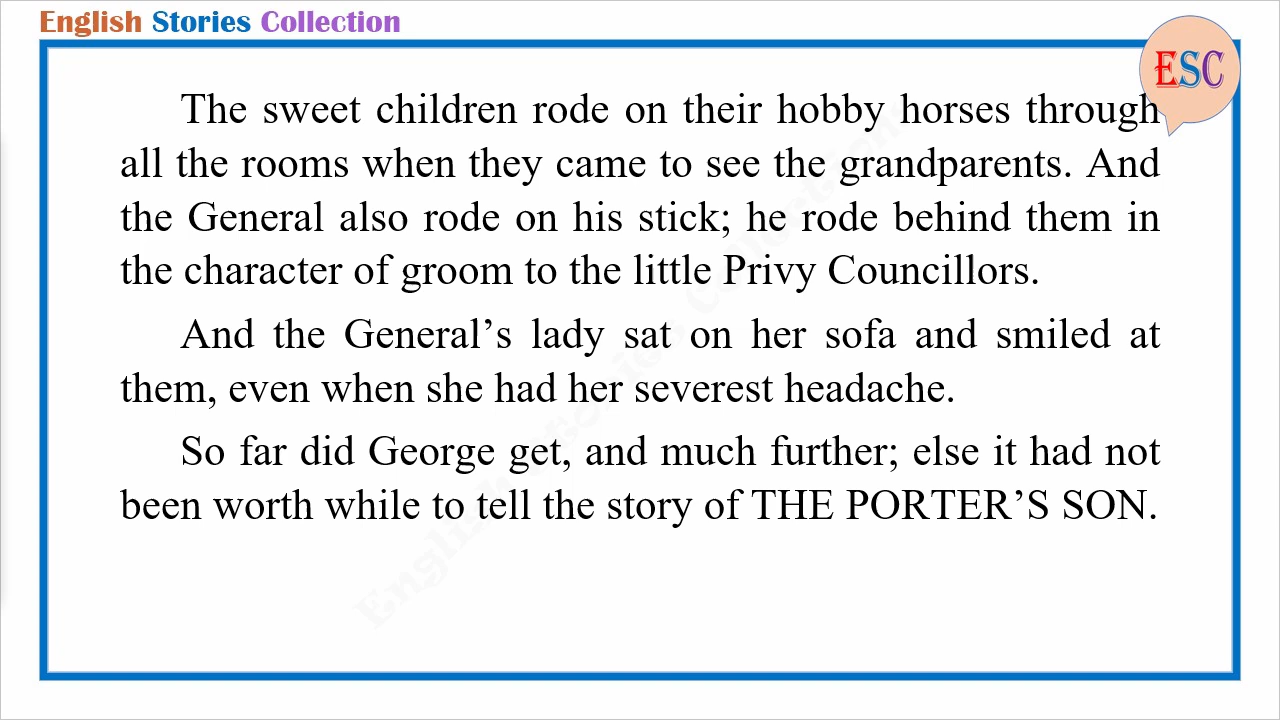 English Stories Collection
ESC
The sweet children rode on their hobby horses through
all the rooms when they came to see the grandparents. And
the General also rode on his stick; he rode behind them in
the character of groom to the little Privy Councillors.
And the General’s lady sat on her sofa and smiled at
them, even when she had her severest headache.
So far did George get, and much further; else it had not
been worth while to tell the story of THE PORTER’S SON.
English Stories Collection